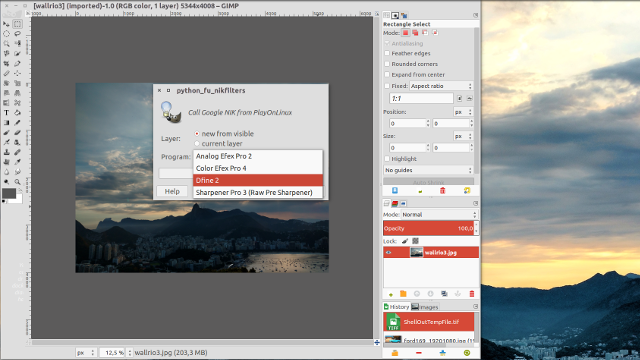 [wallrio3] (imported)-1.0 (RGB color, 1 layer) 5344x4008 – GIMP
python_fu_nikfilters
Call Google NIK from PlayOnLinux
Layer:
new from visible
current layer
Program:
Analog Efex Pro 2
Color Efex Pro 4
Dfine 2
Sharpener Pro 3 (Raw Pre Sharpener)
Help
px
12,5 %
wallrio3.jpg (203,3 MB)
Rectangle Select
Mode:
Antialiasing
Feather edges
Rounded corners
Expand from center
Fixed:
Aspect ratio
1:1
Position:
px
0
0
Size:
px
0
0
Highlight
No guides
Mode:
Normal
Opacity
100,0
Lock:
wallrio3.jpg
History
Images
ShellOutTempFile.tif